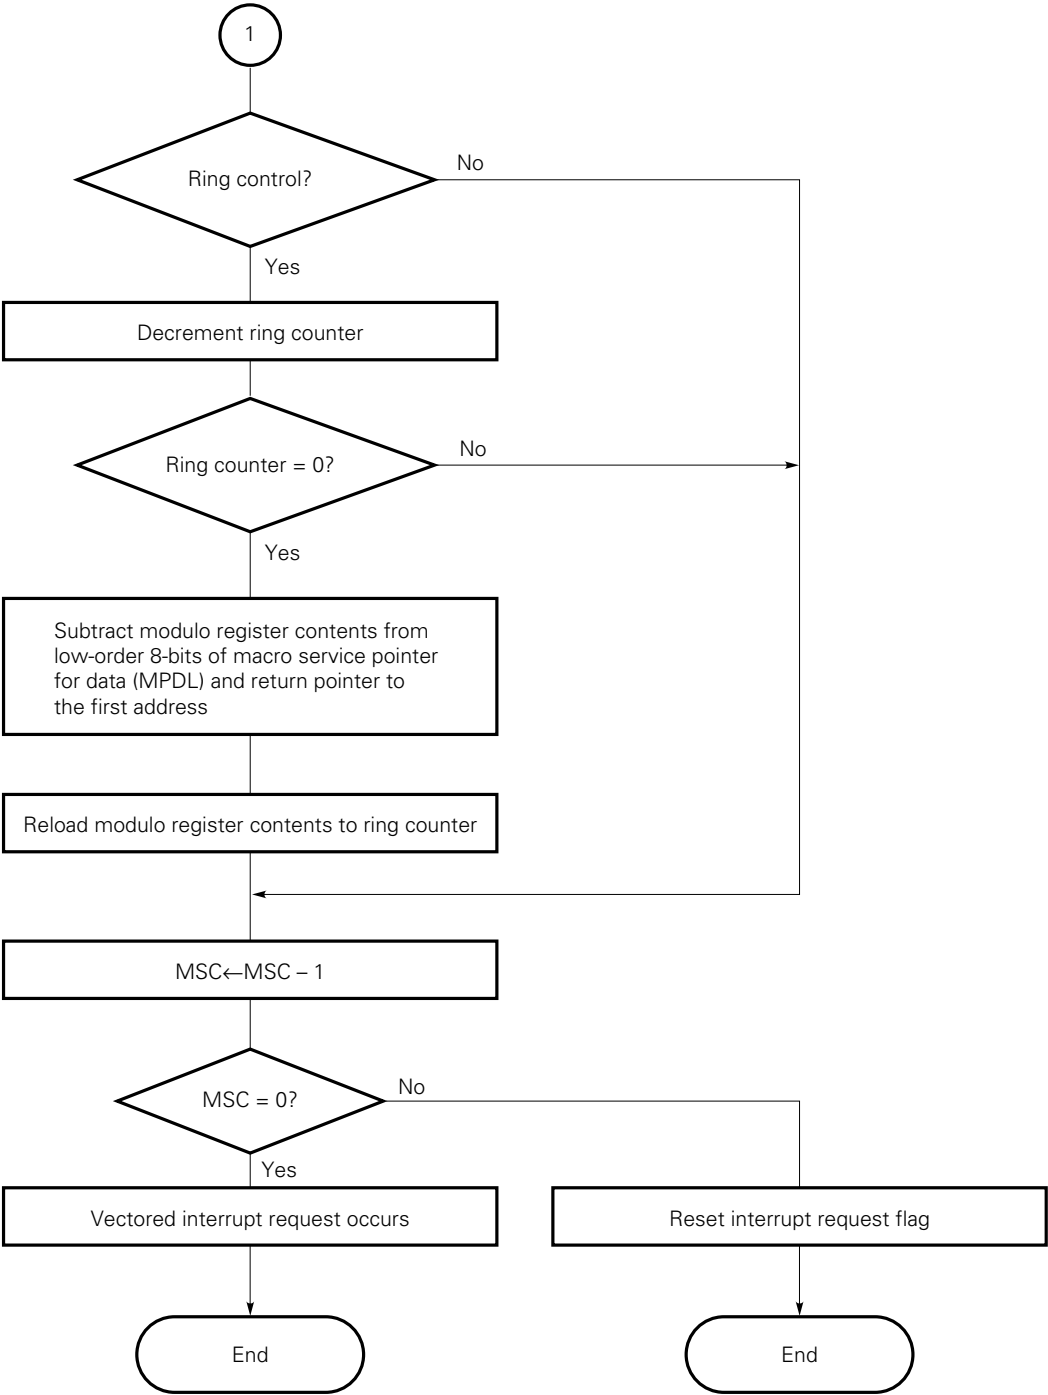 1
Ring control?
No
Yes
Decrement ring counter
Ring counter = 0?
No
Yes
Subtract modulo register contents from
low-order 8-bits of macro service pointer
for data (MPDL) and return pointer to
the first address
Reload modulo register contents to ring counter
MSC←MSC – 1
MSC = 0?
No
Yes
Vectored interrupt request occurs
Reset interrupt request flag
End
End